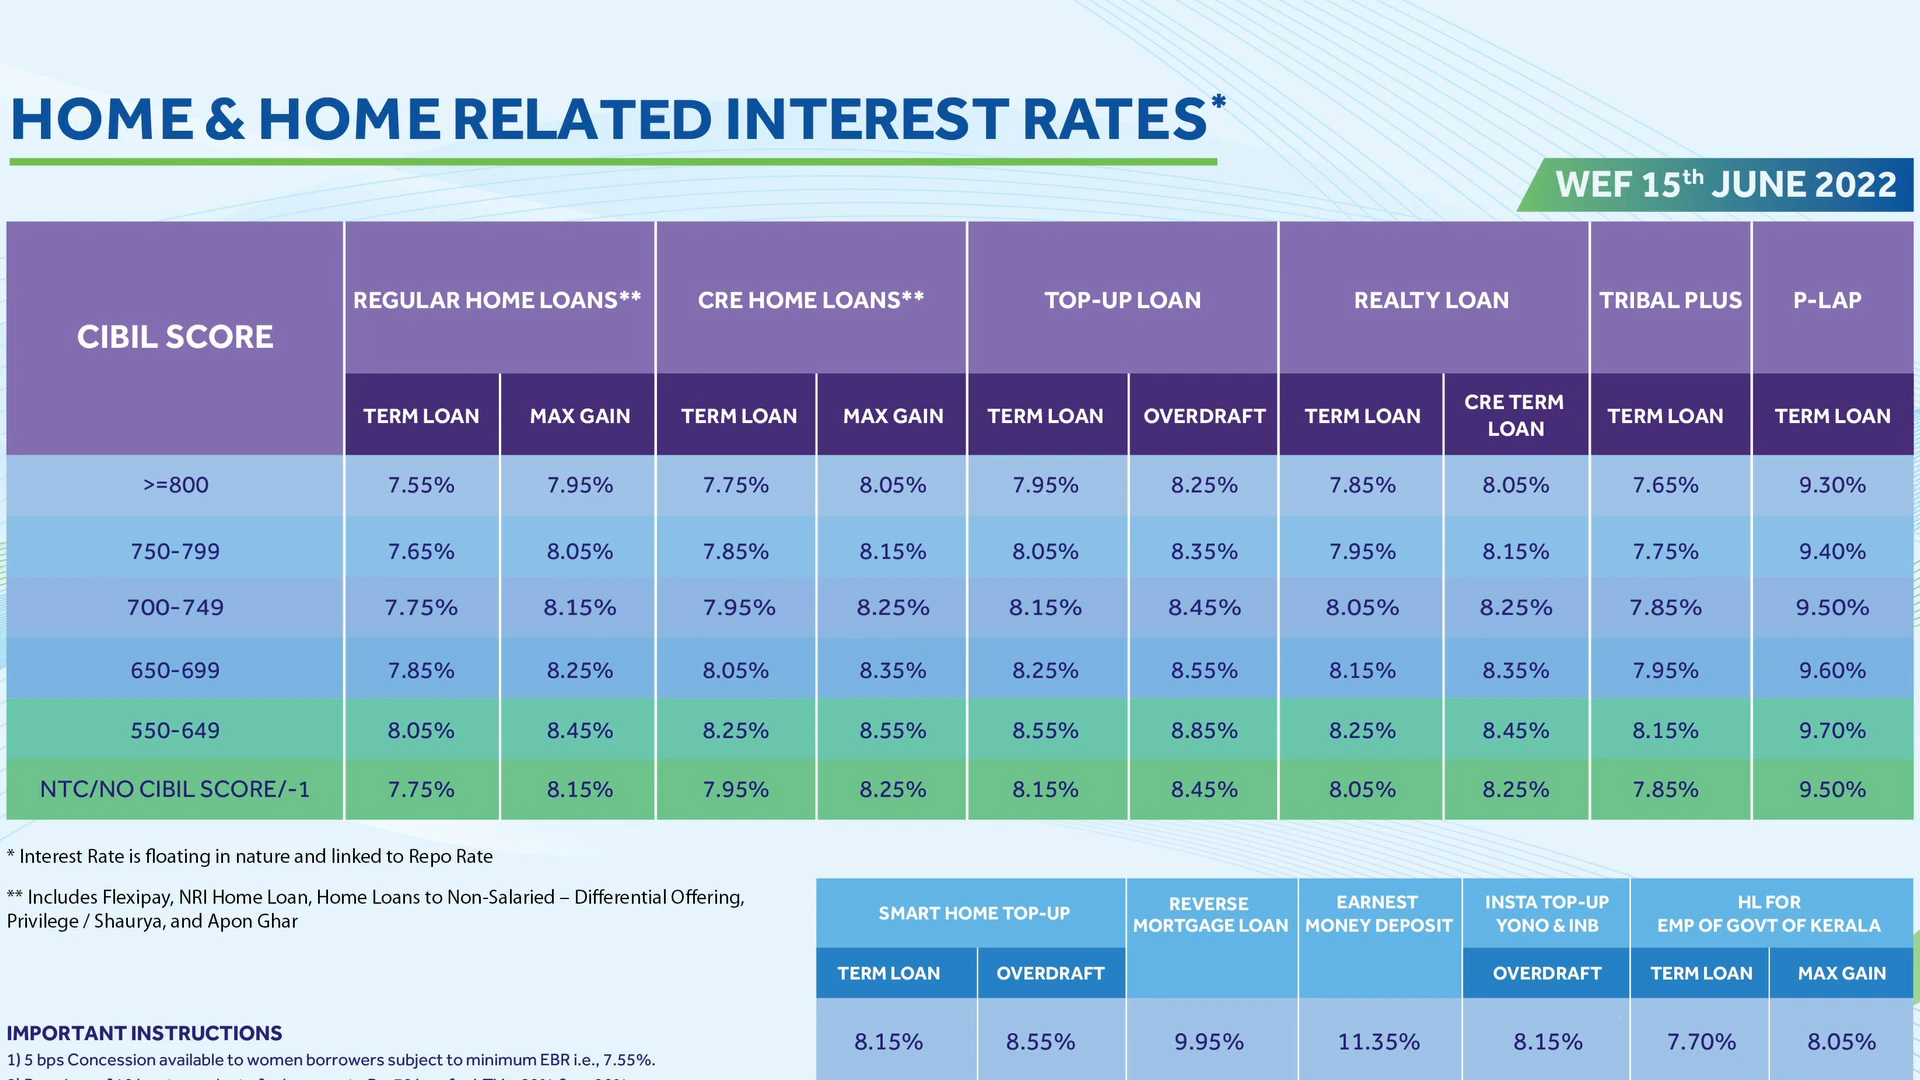 HOME & HOME RELATED INTEREST RATES*
WEF 15th JUNE 2022
CIBIL SCORE REGULAR HOME LOANS** CRE HOME LOANS** TOP-UP LOAN REALTY LOAN TRIBAL PLUS P-LAP
TERM LOAN MAX GAIN TERM LOAN MAX GAIN TERM LOAN OVERDRAFT TERM LOAN CRE TERM LOAN TERM LOAN TERM LOAN
>=800 7.55% 7.95% 7.75% 8.05% 7.95% 8.25% 7.85% 8.05% 7.65% 9.30%
750-799 7.65% 8.05% 7.85% 8.15% 8.05% 8.35% 7.95% 8.15% 7.75% 9.40%
700-749 7.75% 8.15% 7.95% 8.25% 8.15% 8.45% 8.05% 8.25% 7.85% 9.50%
650-699 7.85% 8.25% 8.05% 8.35% 8.25% 8.55% 8.15% 8.35% 7.95% 9.60%
550-649 8.05% 8.45% 8.25% 8.55% 8.55% 8.85% 8.25% 8.45% 8.15% 9.70%
NTC/NO CIBIL SCORE/-1 7.75% 8.15% 7.95% 8.25% 8.15% 8.45% 8.05% 8.25% 7.85% 9.50%
* Interest Rate is floating in nature and linked to Repo Rate
** Includes Flexipay, NRI Home Loan, Home Loans to Non-Salaried – Differential Offering,
Privilege / Shaurya, and Apon Ghar
SMART HOME TOP-UP REVERSE MORTGAGE LOAN EARNEST MONEY DEPOSIT INSTA TOP-UP YONO & INB HL FOR EMP OF GOVT OF KERALA
TERM LOAN OVERDRAFT OVERDRAFT TERM LOAN MAX GAIN
8.15% 8.55% 9.95% 11.35% 8.15% 7.70% 8.05%
IMPORTANT INSTRUCTIONS
1) 5 bps Concession available to women borrowers subject to minimum EBR i.e., 7.55%.